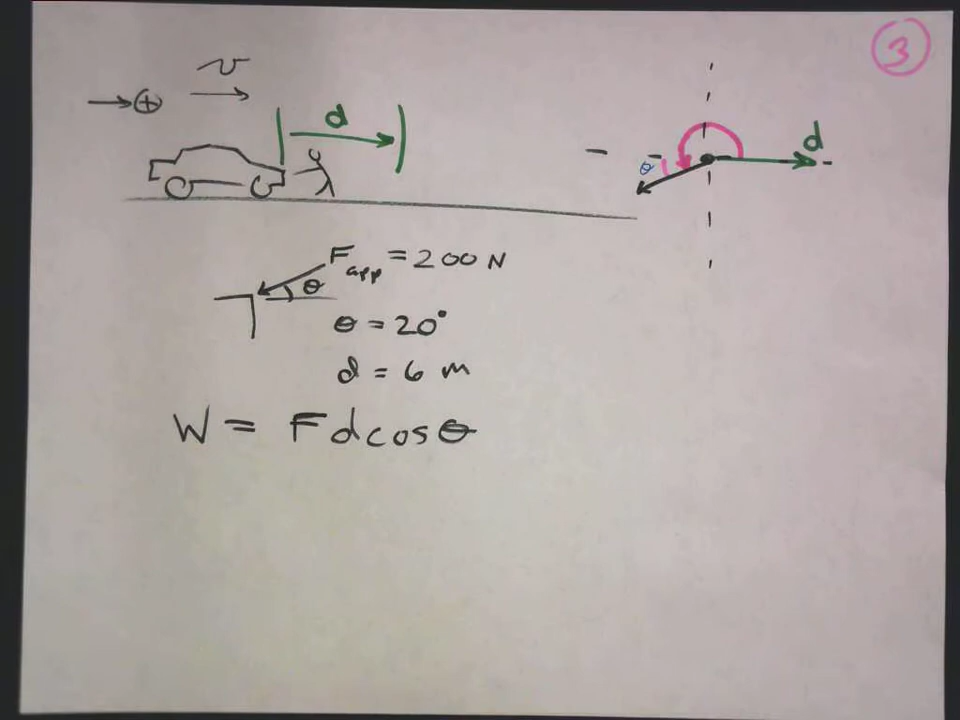 3
v
→ ⊕
d
d
θ
F_app = 200 N
θ
θ = 20°
d = 6 m
W = Fdcosθ